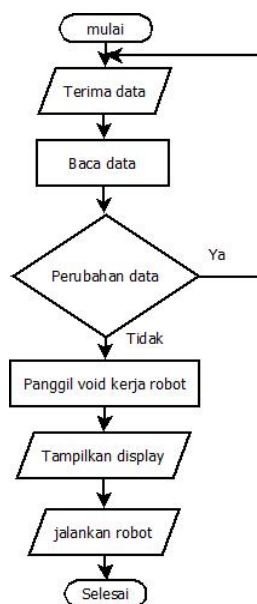 mulai
Terima data
Baca data
Perubahan data
Ya
Tidak
Panggil void kerja robot
Tampilkan display
jalankan robot
Selesai